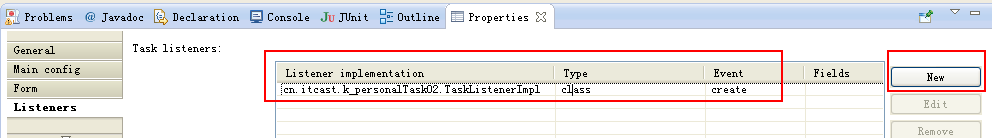 Problems @ Javadoc Declaration Console JU JUnit Outline Properties
General
Main config
Form
Listeners
Task listeners:
Listener implementation Type Event Fields
cn.itcast.k_personalTask02.TaskListenerImpl class create
New
Edit
Remove